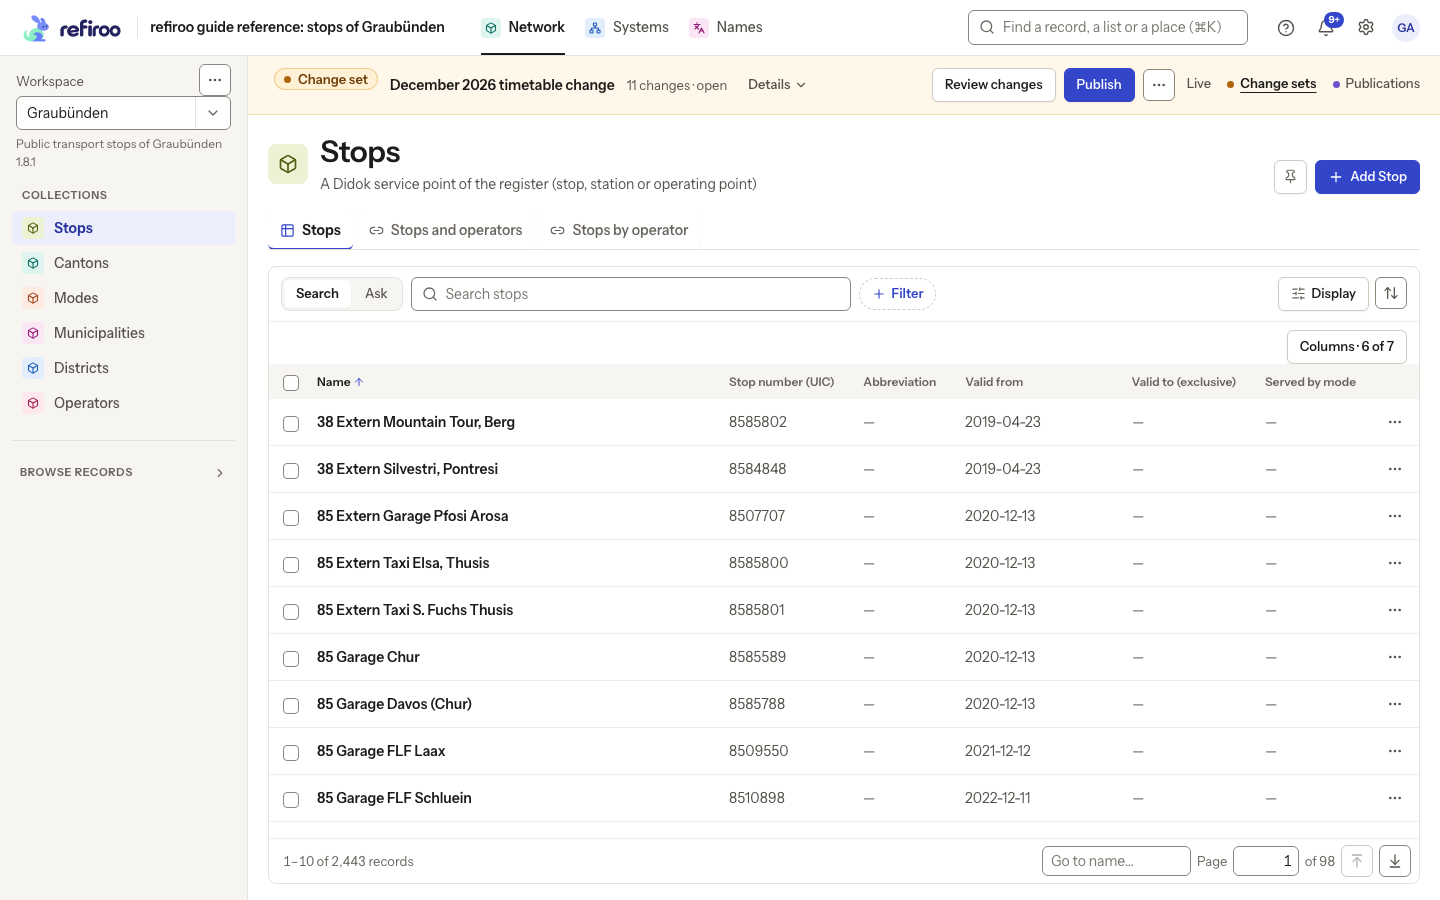 refiroo
refiroo guide reference: stops of Graubünden
Network
Systems
Names
Find a record, a list or a place (⌘K)
9+
GA
Workspace
Graubünden
Public transport stops of Graubünden
1.8.1
COLLECTIONS
Stops
Cantons
Modes
Municipalities
Districts
Operators
BROWSE RECORDS
Change set
December 2026 timetable change
11 changes · open
Details
Review changes
Publish
Live
Change sets
Publications
Stops
A Didok service point of the register (stop, station or operating point)
Add Stop
Stops
Stops and operators
Stops by operator
Search
Ask
Search stops
Filter
Display
Columns · 6 of 7
Name ↑ Stop number (UIC) Abbreviation Valid from Valid to (exclusive) Served by mode
38 Extern Mountain Tour, Berg 8585802 — 2019-04-23 — —
38 Extern Silvestri, Pontresi 8584848 — 2019-04-23 — —
85 Extern Garage Pfosi Arosa 8507707 — 2020-12-13 — —
85 Extern Taxi Elsa, Thusis 8585800 — 2020-12-13 — —
85 Extern Taxi S. Fuchs Thusis 8585801 — 2020-12-13 — —
85 Garage Chur 8585589 — 2020-12-13 — —
85 Garage Davos (Chur) 8585788 — 2020-12-13 — —
85 Garage FLF Laax 8509550 — 2021-12-12 — —
85 Garage FLF Schluein 8510898 — 2022-12-11 — —
1–10 of 2,443 records
Go to name...
Page 1 of 98